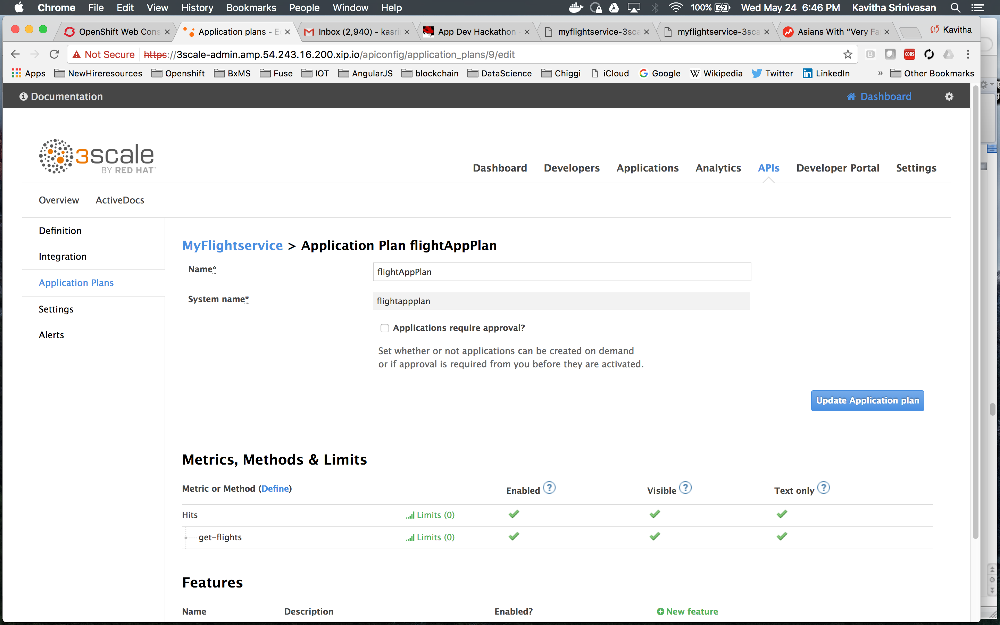 Chrome File Edit View History Bookmarks People Window Help 100% Wed May 24 6:46 PM Kavitha Srinivasan
OpenShift Web Cons Application plans - E Inbox (2,940) - kasri App Dev Hackathon myflightservice-3sca myflightservice-3sca Asians With “Very Fa Kavitha
Not Secure https://3scale-admin.amp.54.243.16.200.xip.io/apiconfig/application_plans/9/edit CORS
Apps NewHireresources Openshift BxMS Fuse IOT AngularJS blockchain DataScience Chiggi iCloud Google Wikipedia Twitter LinkedIn » Other Bookmarks
Documentation Dashboard
3scale
BY RED HAT
Dashboard Developers Applications Analytics APIs Developer Portal Settings
Overview ActiveDocs
Definition
Integration
Application Plans
Settings
Alerts
MyFlightservice > Application Plan flightAppPlan
Name* flightAppPlan
System name* flightappplan
Applications require approval?
Set whether or not applications can be created on demand
or if approval is required from you before they are activated.
Update Application plan
Metrics, Methods & Limits
Metric or Method (Define) Enabled ? Visible ? Text only ?
Hits Limits (0)
get-flights Limits (0)
Features
Name Description Enabled? New feature